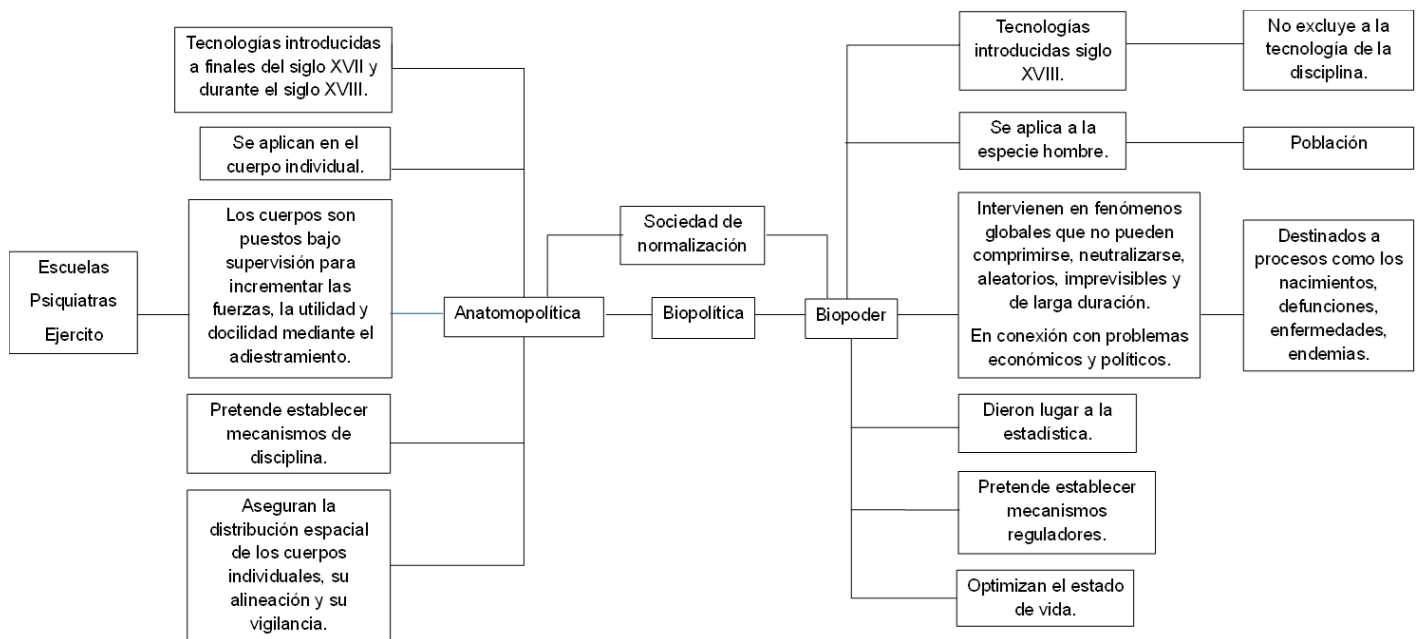 Tecnologías introducidas
a finales del siglo XVII y
durante el siglo XVIII.
Se aplican en el
cuerpo individual.
Escuelas
Psiquiatras
Ejercito
Los cuerpos son
puestos bajo
supervisión para
incrementar las
fuerzas, la utilidad y
docilidad mediante el
adiestramiento.
Pretende establecer
mecanismos de
disciplina.
Aseguran la
distribución espacial
de los cuerpos
individuales, su
alineación y su
vigilancia.
Anatomopolítica
Sociedad de
normalización
Biopolítica
Biopoder
Tecnologías
introducidas siglo
XVIII.
No excluye a la
tecnología de la
disciplina.
Se aplica a la
especie hombre.
Población
Intervienen en fenómenos
globales que no pueden
comprimirse, neutralizarse,
aleatorios, imprevisibles y
de larga duración.
En conexión con problemas
económicos y políticos.
Destinados a
procesos como los
nacimientos,
defunciones,
enfermedades,
endemias.
Dieron lugar a la
estadística.
Pretende establecer
mecanismos
reguladores.
Optimizan el estado
de vida.